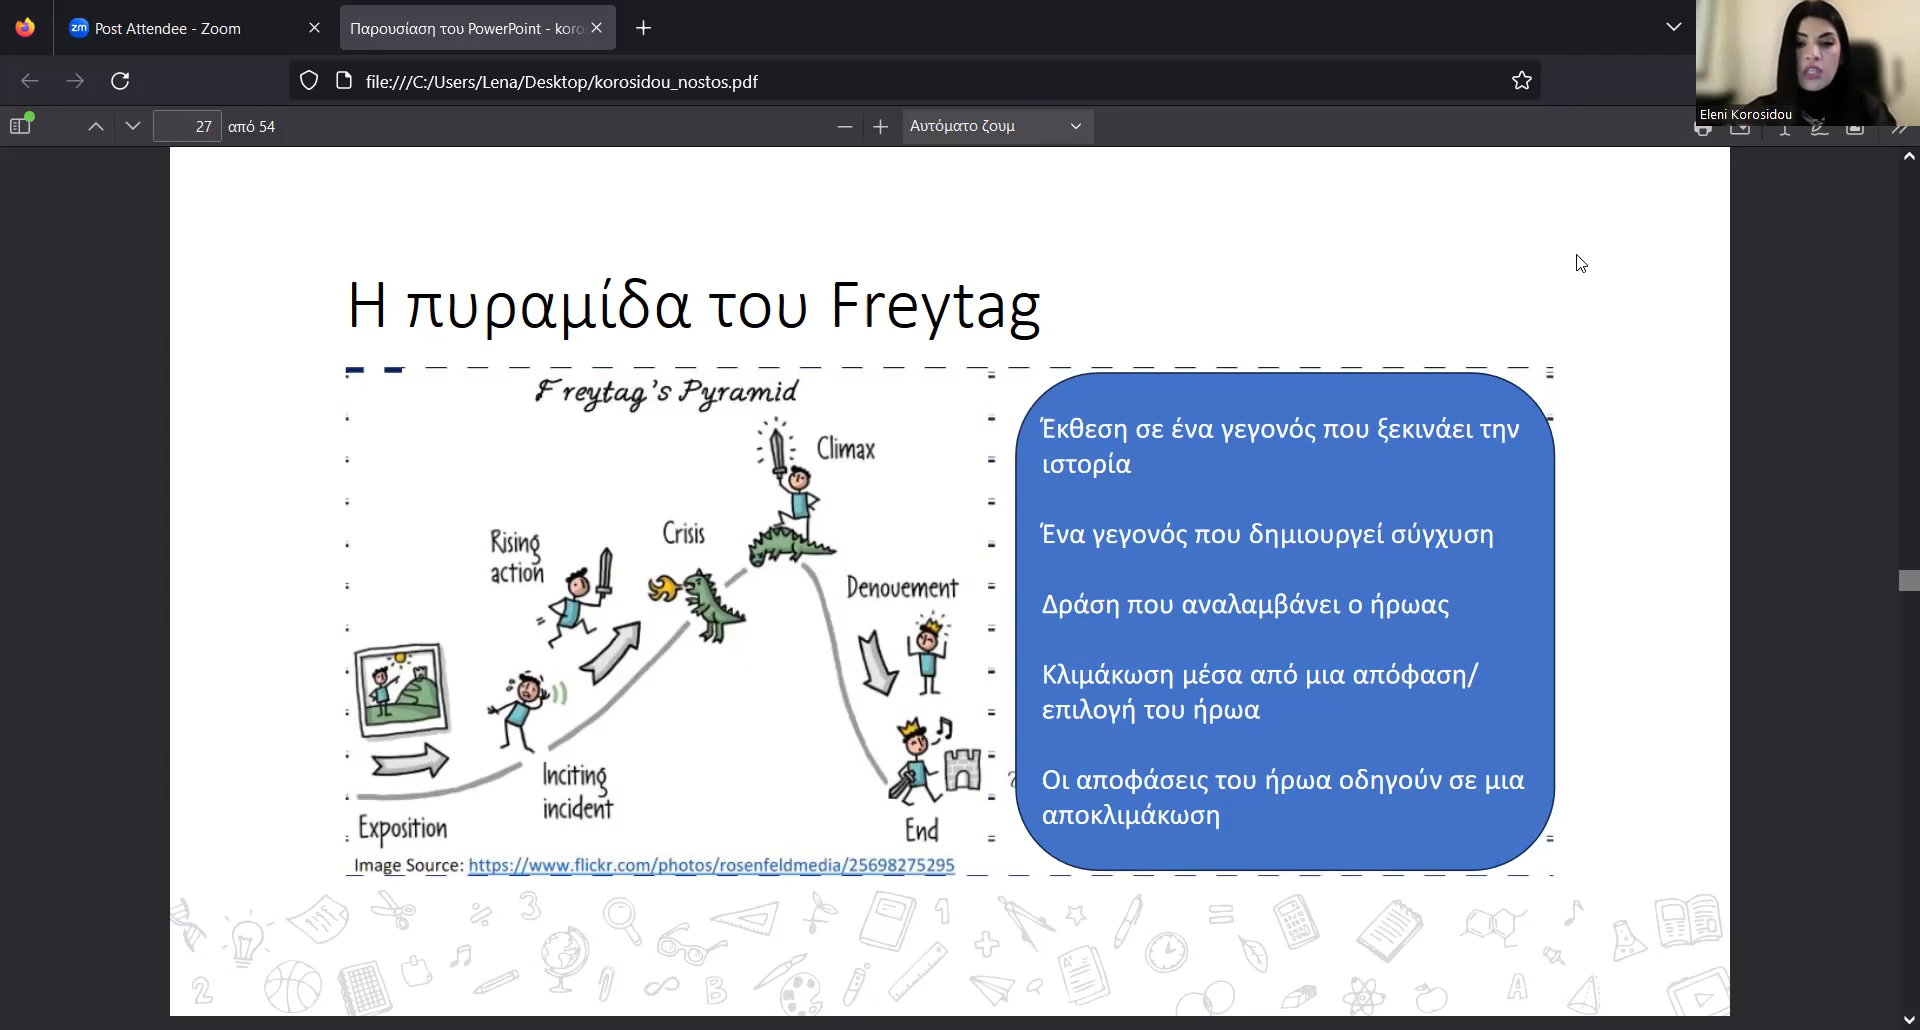 Post Attendee - Zoom
Παρουσίαση του PowerPoint - koro
file:///C:/Users/Lena/Desktop/korosidou_nostos.pdf
Eleni Korosidou
27 από 54
Αυτόματο ζουμ
Η πυραμίδα του Freytag
Freytag's Pyramid
Climax
Crisis
Rising
action
Denouement
Inciting
incident
Exposition
End
Image Source: https://www.flickr.com/photos/rosenfeldmedia/25698275295
Έκθεση σε ένα γεγονός που ξεκινάει την
ιστορία
Ένα γεγονός που δημιουργεί σύγχυση
Δράση που αναλαμβάνει ο ήρωας
Κλιμάκωση μέσα από μια απόφαση/
επιλογή του ήρωα
Οι αποφάσεις του ήρωα οδηγούν σε μια
αποκλιμάκωση